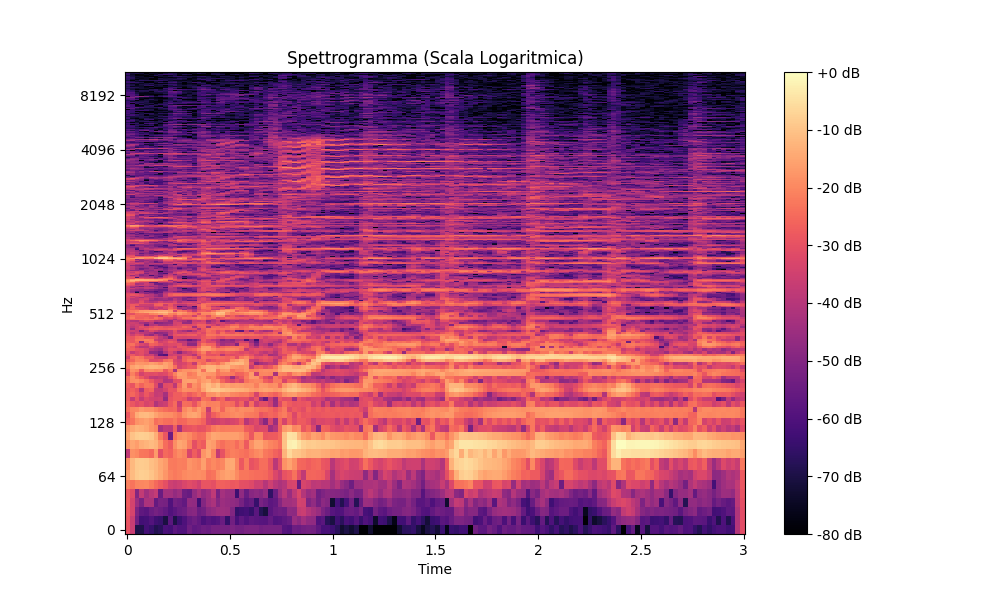 Spettrogramma (Scala Logaritmica)
Hz
8192
4096
2048
1024
512
256
128
64
0
0 0.5 1 1.5 2 2.5 3
Time
+0 dB
-10 dB
-20 dB
-30 dB
-40 dB
-50 dB
-60 dB
-70 dB
-80 dB